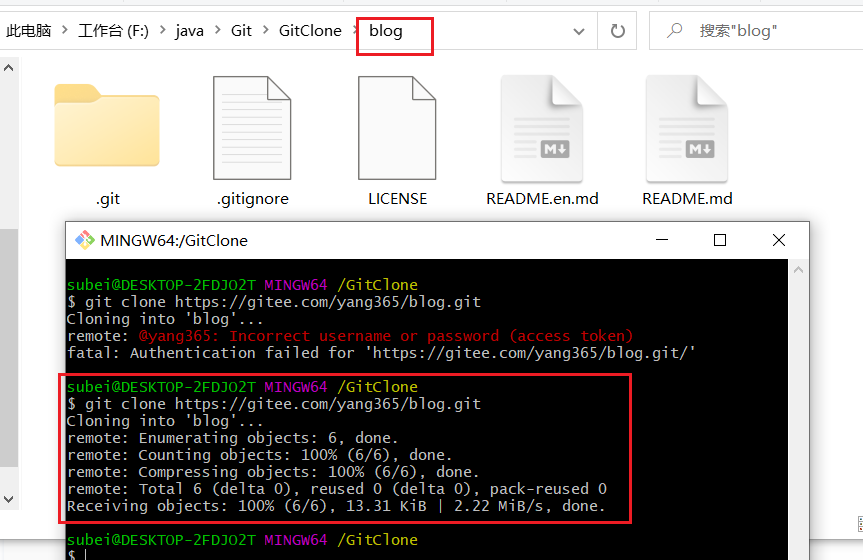 此电脑 > 工作台 (F:) > java > Git > GitClone > blog
搜索"blog"
.git
.gitignore
LICENSE
README.en.md
README.md
M↓
M↓
MINGW64:/GitClone
subei@DESKTOP-2FDJO2T MINGW64 /GitClone
$ git clone https://gitee.com/yang365/blog.git
Cloning into 'blog'...
remote: @yang365: Incorrect username or password (access token)
fatal: Authentication failed for 'https://gitee.com/yang365/blog.git/'
subei@DESKTOP-2FDJO2T MINGW64 /GitClone
$ git clone https://gitee.com/yang365/blog.git
Cloning into 'blog'...
remote: Enumerating objects: 6, done.
remote: Counting objects: 100% (6/6), done.
remote: Compressing objects: 100% (6/6), done.
remote: Total 6 (delta 0), reused 0 (delta 0), pack-reused 0
Receiving objects: 100% (6/6), 13.31 KiB | 2.22 MiB/s, done.
subei@DESKTOP-2FDJO2T MINGW64 /GitClone
$